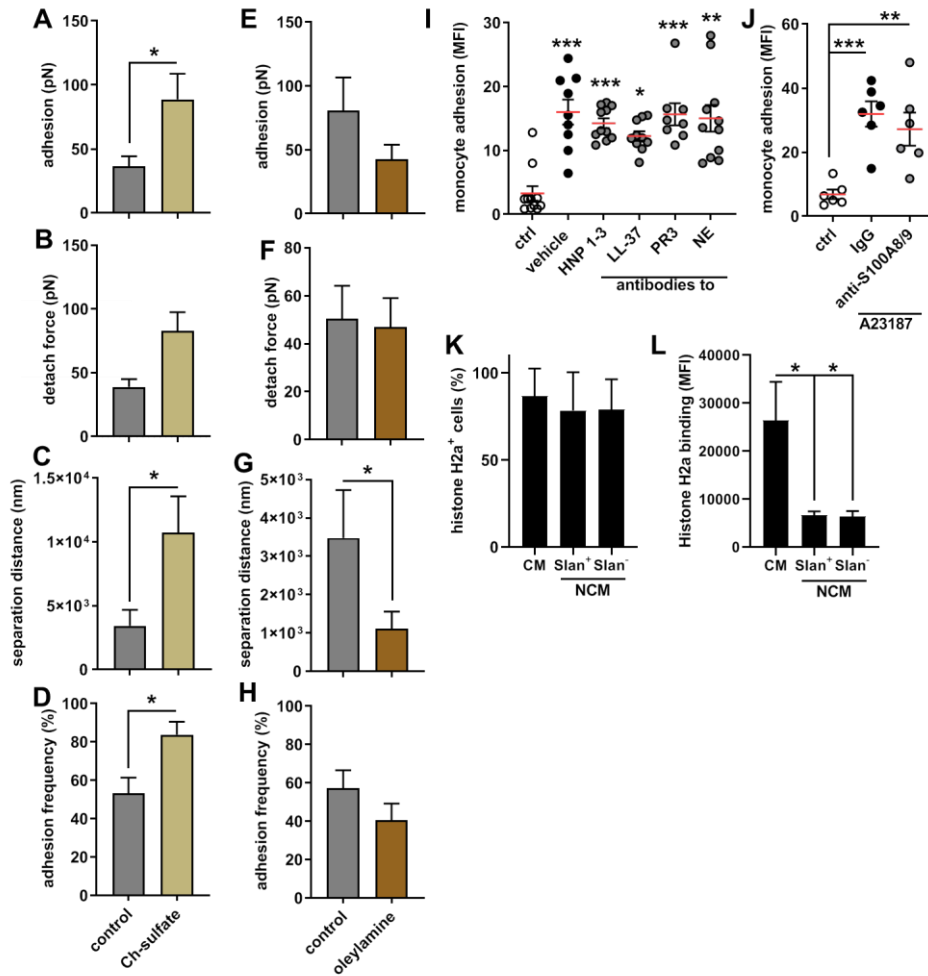 A
adhesion (pN)
150
100
50
0
*
B
detach force (pN)
150
100
50
0
C
separation distance (nm)
1.5×10⁴
1×10⁴
5×10³
0
*
D
adhesion frequency (%)
100
80
60
40
20
0
*
control
Ch-sulfate
E
adhesion (pN)
150
100
50
0
F
detach force (pN)
80
60
40
20
0
G
separation distance (nm)
5×10³
4×10³
3×10³
2×10³
1×10³
0
*
H
adhesion frequency (%)
100
80
60
40
20
0
control
oleylamine
I
monocyte adhesion (MFI)
30
20
10
0
***
***
*
***
**
ctrl
vehicle
HNP 1-3
LL-37
PR3
NE
antibodies to
J
monocyte adhesion (MFI)
60
40
20
0
**
***
ctrl
IgG
anti-S100A8/9
A23187
K
histone H2a⁺ cells (%)
100
50
0
CM Slan⁺ Slan⁻
NCM
L
Histone H2a binding (MFI)
40000
30000
20000
10000
0
* *
CM Slan⁺ Slan⁻
NCM